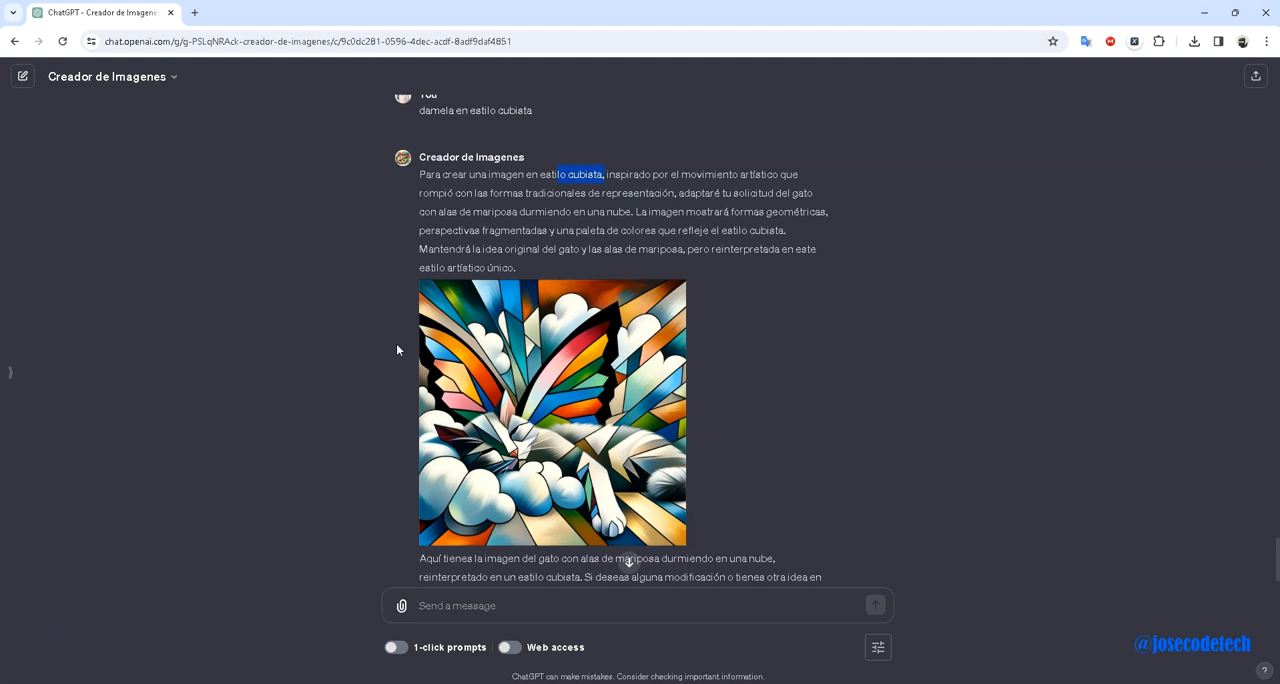 ChatGPT - Creador de Imagene
chat.openai.com/g/g-PSLqNRAck-creador-de-imagenes/c/9c0dc281-0596-4dec-acdf-8adf9daf4851
Creador de Imagenes
You
damela en estilo cubista
Creador de Imagenes
Para crear una imagen en estilo cubista, inspirado por el movimiento artístico que
rompió con las formas tradicionales de representación, adaptaré tu solicitud del gato
con alas de mariposa durmiendo en una nube. La imagen mostrará formas geométricas,
perspectivas fragmentadas y una paleta de colores que refleje el estilo cubista.
Mantendrá la idea original del gato y las alas de mariposa, pero reinterpretada en este
estilo artístico único.
Aquí tienes la imagen del gato con alas de mariposa durmiendo en una nube,
reinterpretado en un estilo cubista. Si deseas alguna modificación o tienes otra idea en
Send a message
1-click prompts
Web access
@josecodetech
ChatGPT can make mistakes. Consider checking important information.
?